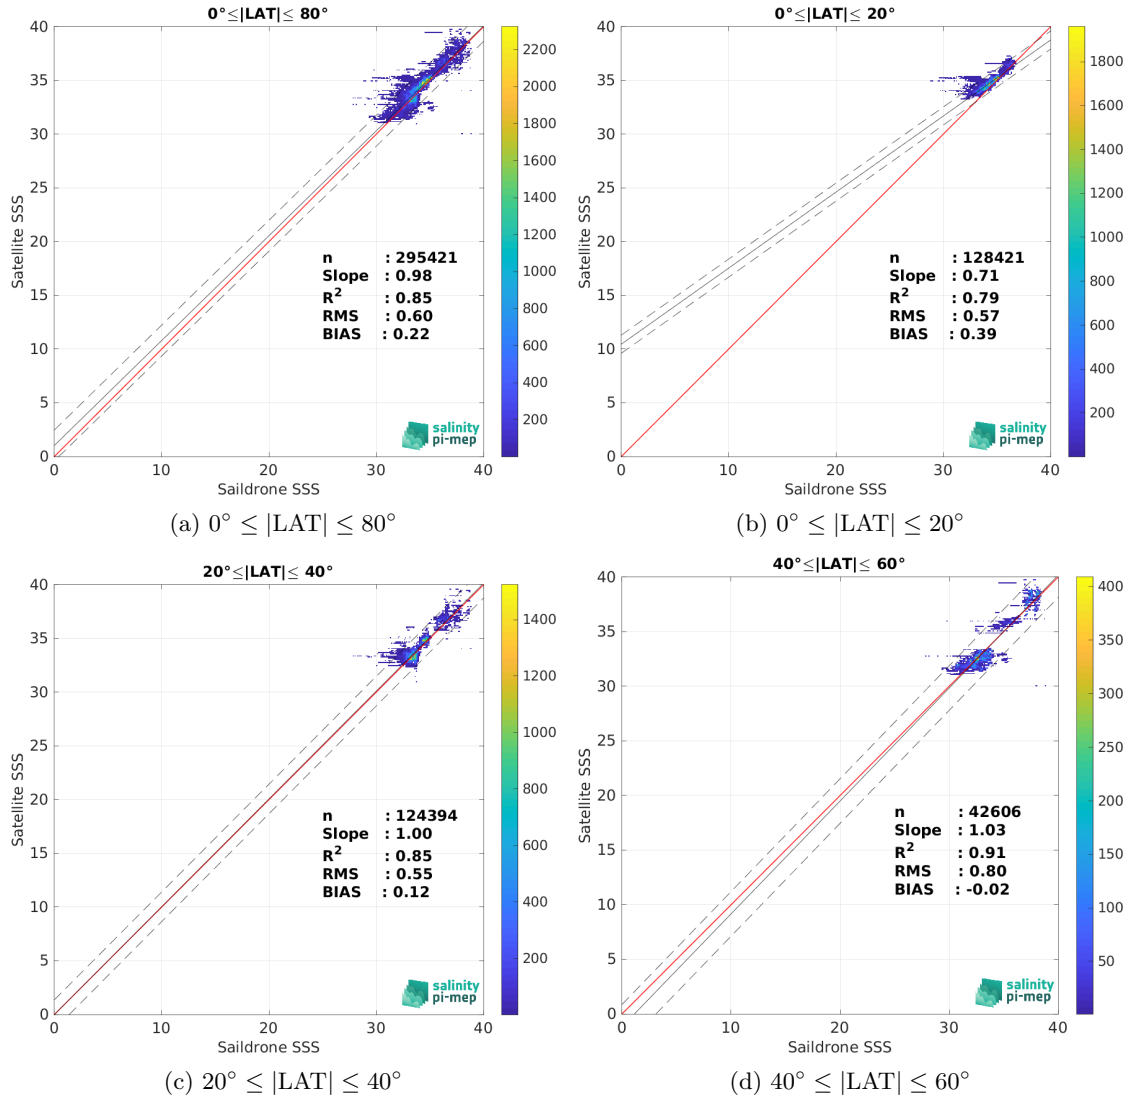 0°≤|LAT|≤ 80°
40
35
30
25
20
15
10
5
0
Satellite SSS
n : 295421
Slope : 0.98
R² : 0.85
RMS : 0.60
BIAS : 0.22
salinity
pi-mep
0 10 20 30 40
Saildrone SSS
2200
2000
1800
1600
1400
1200
1000
800
600
400
200
(a) 0° ≤ |LAT| ≤ 80°
0°≤|LAT|≤ 20°
40
35
30
25
20
15
10
5
0
Satellite SSS
n : 128421
Slope : 0.71
R² : 0.79
RMS : 0.57
BIAS : 0.39
salinity
pi-mep
0 10 20 30 40
Saildrone SSS
1800
1600
1400
1200
1000
800
600
400
200
(b) 0° ≤ |LAT| ≤ 20°
20°≤|LAT|≤ 40°
40
35
30
25
20
15
10
5
0
Satellite SSS
n : 124394
Slope : 1.00
R² : 0.85
RMS : 0.55
BIAS : 0.12
salinity
pi-mep
0 10 20 30 40
Saildrone SSS
1400
1200
1000
800
600
400
200
(c) 20° ≤ |LAT| ≤ 40°
40°≤|LAT|≤ 60°
40
35
30
25
20
15
10
5
0
Satellite SSS
n : 42606
Slope : 1.03
R² : 0.91
RMS : 0.80
BIAS : -0.02
salinity
pi-mep
0 10 20 30 40
Saildrone SSS
400
350
300
250
200
150
100
50
(d) 40° ≤ |LAT| ≤ 60°